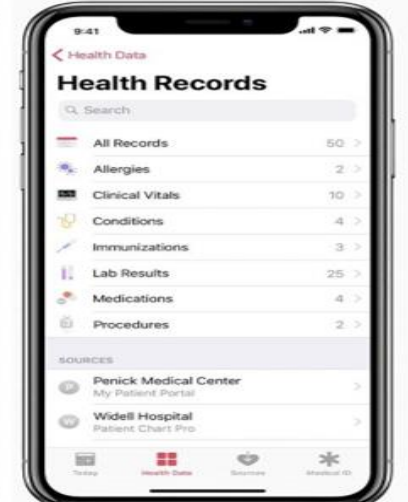 9:41
Health Data
Health Records
Search
All Records 50
Allergies 2
Clinical Vitals 10
Conditions 4
Immunizations 3
Lab Results 25
Medications 4
Procedures 2
SOURCES
P Penick Medical Center
My Patient Portal
W Widell Hospital
Patient Chart Pro
Today Health Data Sources Medical ID